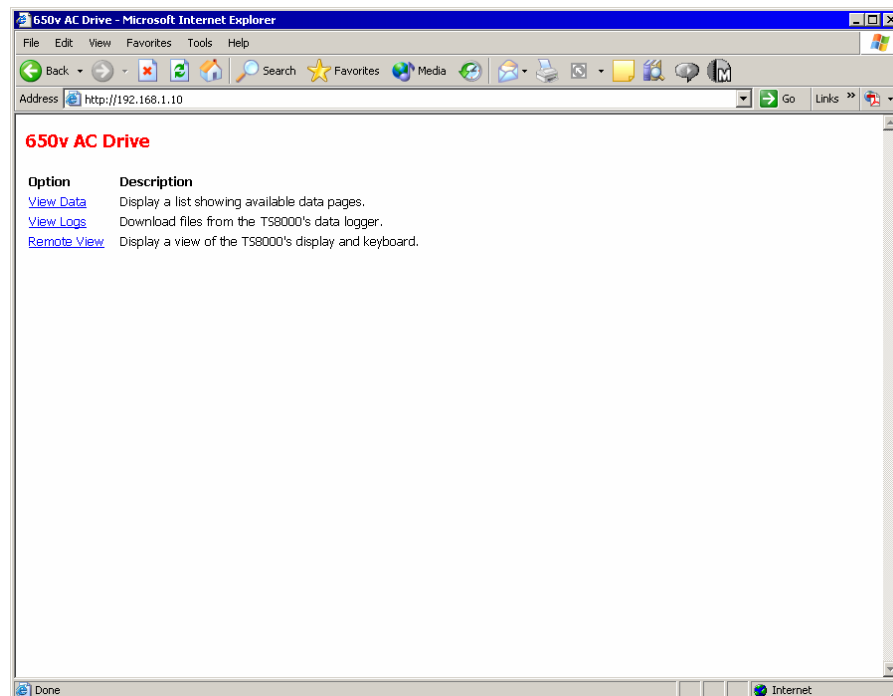 650v AC Drive - Microsoft Internet Explorer
File Edit View Favorites Tools Help
Back Search Favorites Media
Address http://192.168.1.10 Go Links »
650v AC Drive
Option Description
View Data Display a list showing available data pages.
View Logs Download files from the TS8000's data logger.
Remote View Display a view of the TS8000's display and keyboard.
Done Internet